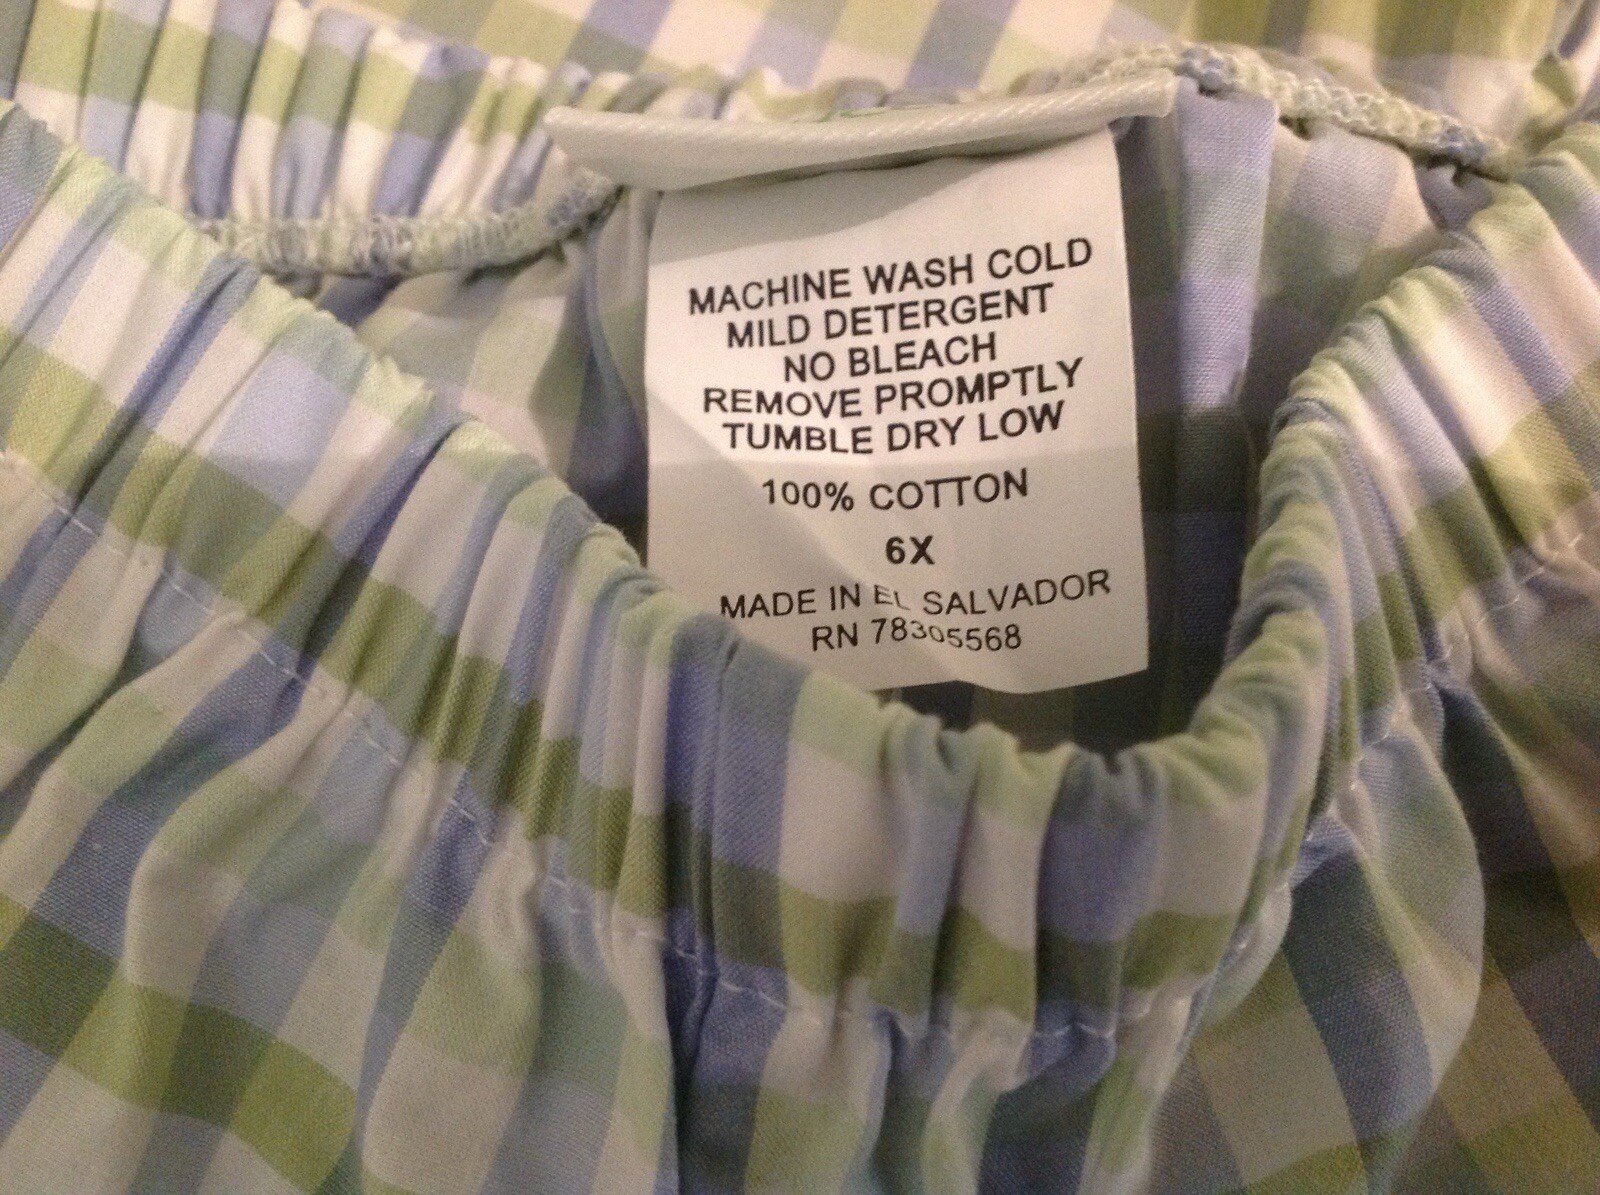 MACHINE WASH COLD
MILD DETERGENT
NO BLEACH
REMOVE PROMPTLY
TUMBLE DRY LOW
100% COTTON
6X
MADE IN EL SALVADOR
RN 78305568